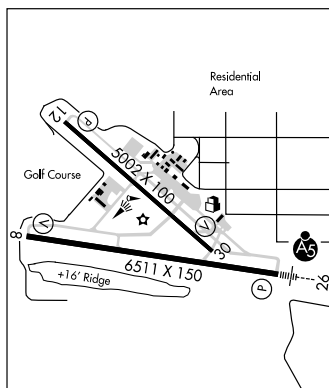 Residential
Area
12
P
5002 X 100
Golf Course
V
V
8
30
6511 X 150
A5
+16' Ridge
P
26